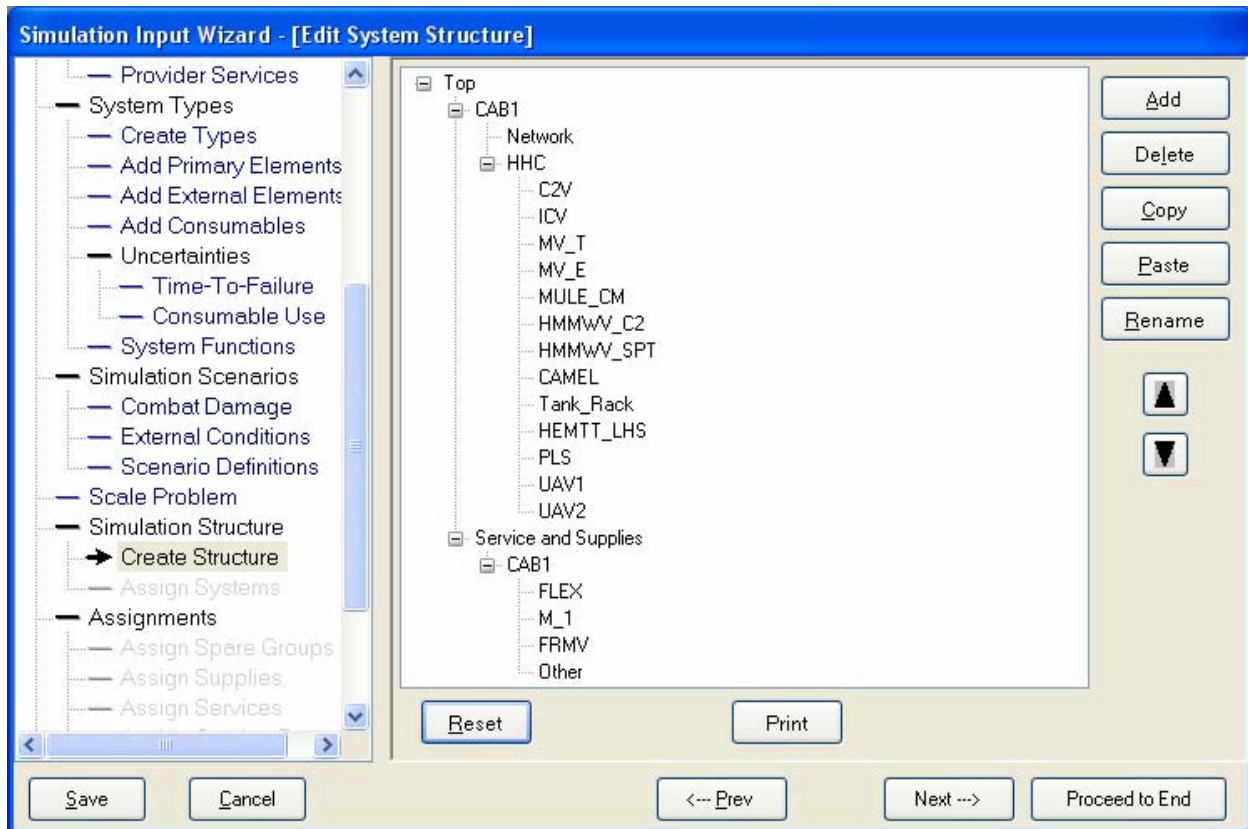 Simulation Input Wizard - [Edit System Structure]
Provider Services
System Types
Create Types
Add Primary Elements
Add External Elements
Add Consumables
Uncertainties
Time-To-Failure
Consumable Use
System Functions
Simulation Scenarios
Combat Damage
External Conditions
Scenario Definitions
Scale Problem
Simulation Structure
Create Structure
Assign Systems
Assignments
Assign Spare Groups
Assign Supplies
Assign Services
Top
CAB1
Network
HHC
C2V
ICV
MV_T
MV_E
MULE_CM
HMMWV_C2
HMMWV_SPT
CAMEL
Tank_Rack
HEMTT_LHS
PLS
UAV1
UAV2
Service and Supplies
CAB1
FLEX
M_1
FRMV
Other
Add
Delete
Copy
Paste
Rename
Reset
Print
Save
Cancel
<--- Prev
Next --->
Proceed to End